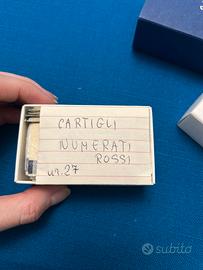 CARTIGLI
NUMERATI
ROSSI
nr. 27
subito